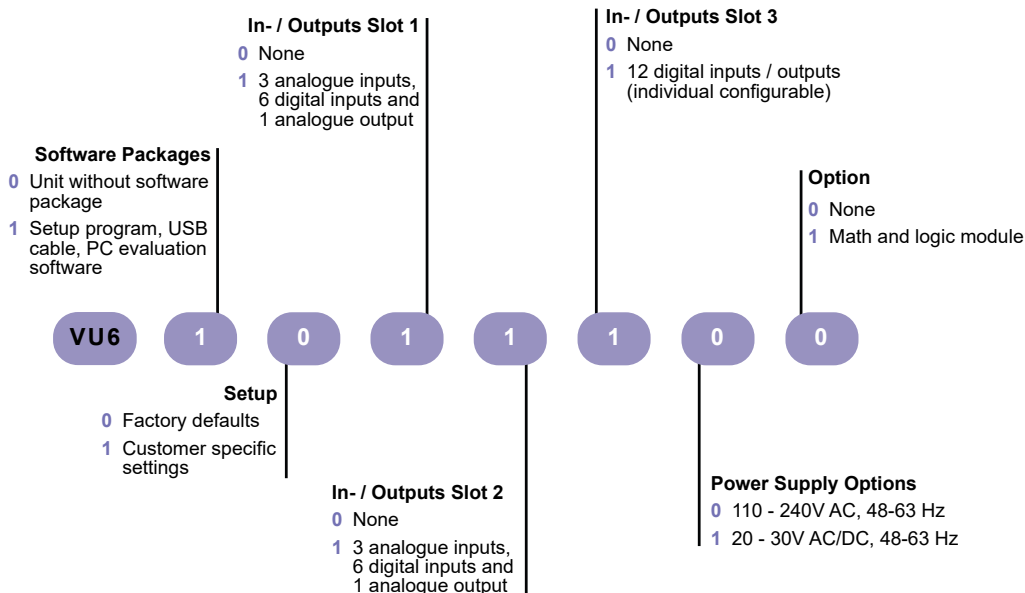 In- / Outputs Slot 1
0 None
1 3 analogue inputs,
6 digital inputs and
1 analogue output
In- / Outputs Slot 3
0 None
1 12 digital inputs / outputs
(individual configurable)
Software Packages
0 Unit without software
package
1 Setup program, USB
cable, PC evaluation
software
Option
0 None
1 Math and logic module
VU6 1 0 1 1 1 0 0
Setup
0 Factory defaults
1 Customer specific
settings
In- / Outputs Slot 2
0 None
1 3 analogue inputs,
6 digital inputs and
1 analogue output
Power Supply Options
0 110 - 240V AC, 48-63 Hz
1 20 - 30V AC/DC, 48-63 Hz